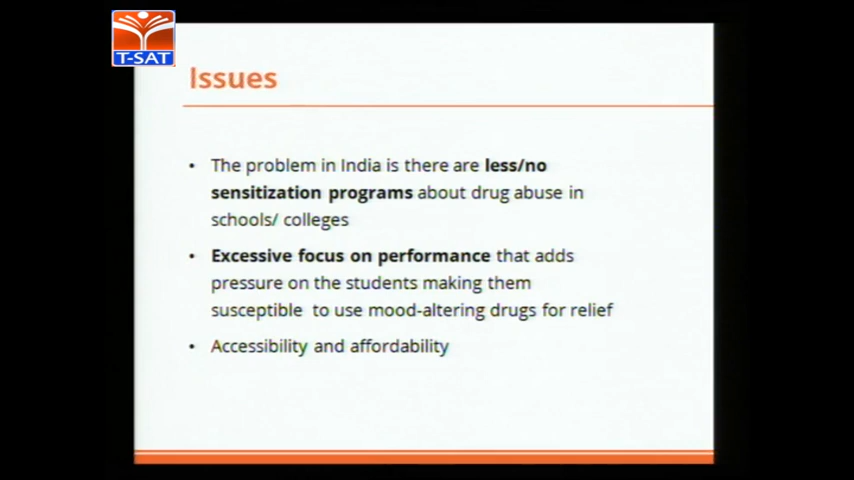 T-SAT
Issues
• The problem in India is there are less/no
sensitization programs about drug abuse in
schools/ colleges
• Excessive focus on performance that adds
pressure on the students making them
susceptible to use mood-altering drugs for relief
• Accessibility and affordability